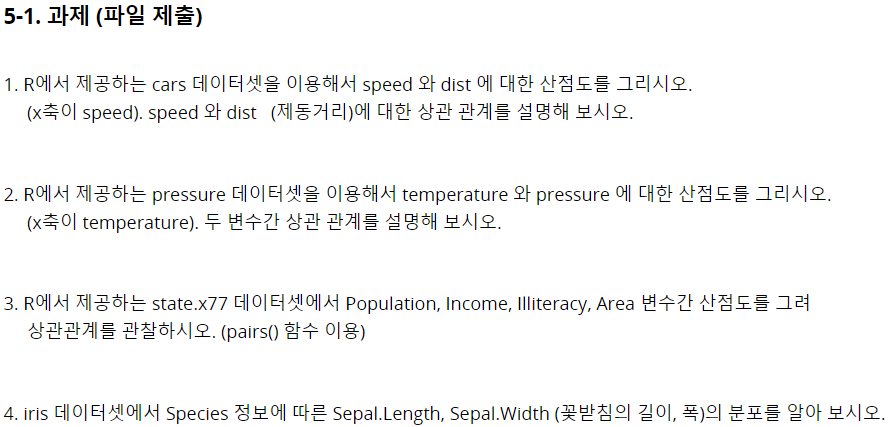 5-1. 과제 (파일 제출)
1. R에서 제공하는 cars 데이터셋을 이용해서 speed 와 dist 에 대한 산점도를 그리시오.
(x축이 speed). speed 와 dist (제동거리)에 대한 상관 관계를 설명해 보시오.
2. R에서 제공하는 pressure 데이터셋을 이용해서 temperature 와 pressure 에 대한 산점도를 그리시오.
(x축이 temperature). 두 변수간 상관 관계를 설명해 보시오.
3. R에서 제공하는 state.x77 데이터셋에서 Population, Income, Illiteracy, Area 변수간 산점도를 그려
상관관계를 관찰하시오. (pairs() 함수 이용)
4. iris 데이터셋에서 Species 정보에 따른 Sepal.Length, Sepal.Width (꽃받침의 길이, 폭)의 분포를 알아 보시오.